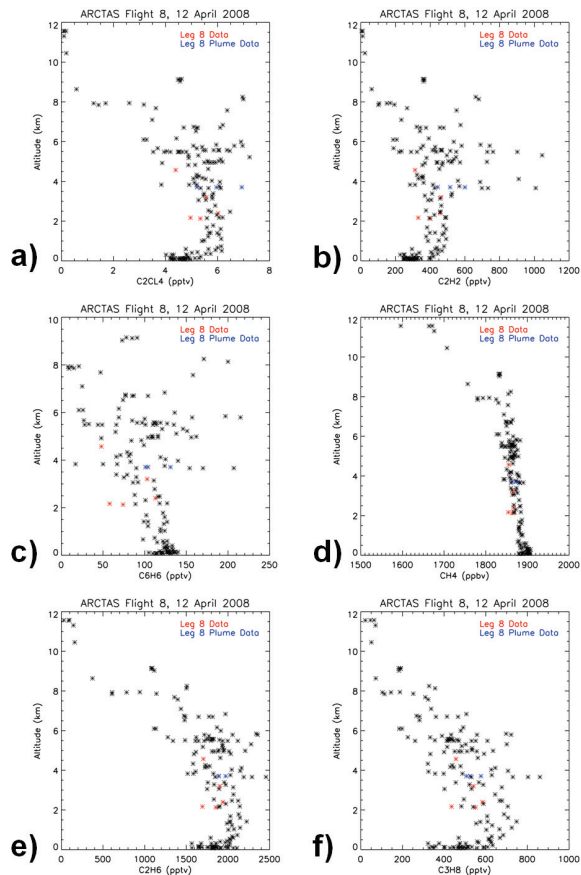 ARCTAS Flight 8, 12 April 2008
Leg 8 Data
Leg 8 Plume Data
Altitude (km)
12
10
8
6
4
2
0
0 2 4 6 8
C2CL4 (pptv)
a)
ARCTAS Flight 8, 12 April 2008
Leg 8 Data
Leg 8 Plume Data
Altitude (km)
12
10
8
6
4
2
0
0 200 400 600 800 1000 1200
C2H2 (pptv)
b)
ARCTAS Flight 8, 12 April 2008
Leg 8 Data
Leg 8 Plume Data
Altitude (km)
10
8
6
4
2
0
0 50 100 150 200 250
C6H6 (pptv)
c)
ARCTAS Flight 8, 12 April 2008
Leg 8 Data
Leg 8 Plume Data
Altitude (km)
12
10
8
6
4
2
0
1500 1600 1700 1800 1900 2000
CH4 (ppbv)
d)
ARCTAS Flight 8, 12 April 2008
Leg 8 Data
Leg 8 Plume Data
Altitude (km)
12
10
8
6
4
2
0
0 500 1000 1500 2000 2500
C2H6 (pptv)
e)
ARCTAS Flight 8, 12 April 2008
Leg 8 Data
Leg 8 Plume Data
Altitude (km)
12
10
8
6
4
2
0
0 200 400 600 800 1000
C3H8 (pptv)
f)